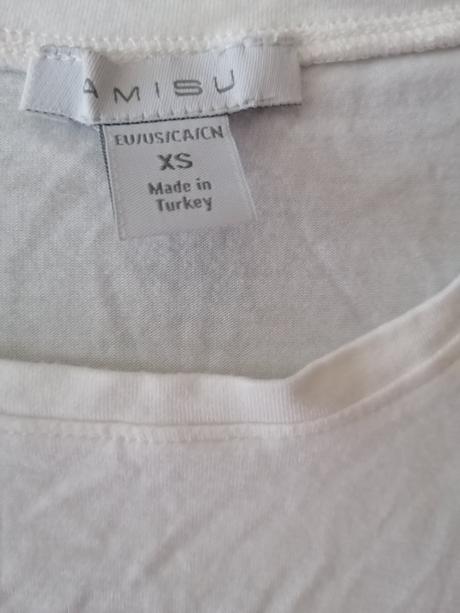 AMISU
EU/US/CA/CN
XS
Made in
Turkey